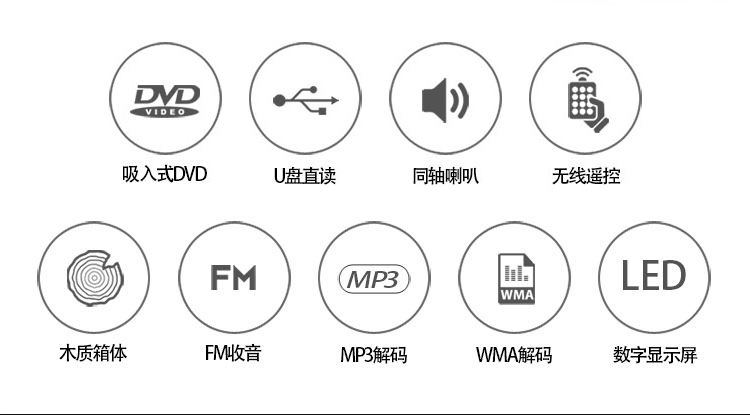 DVD
VIDEO
吸入式DVD
U盘直读
同轴喇叭
无线遥控
FM
MP3
WMA
LED
木质箱体
FM收音
MP3解码
WMA解码
数字显示屏